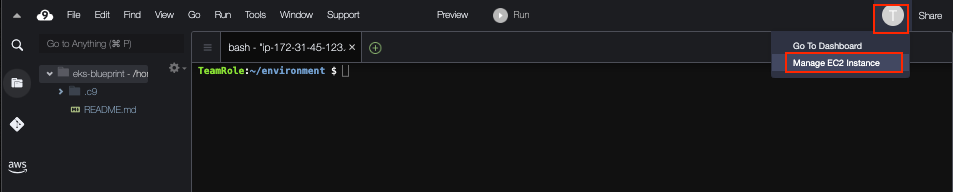 File Edit Find View Go Run Tools Window Support Preview Run T Share
Go to Anything (⌘ P)
bash - "ip-172-31-45-123.
Go To Dashboard
Manage EC2 Instance
eks-blueprint - /ho
TeamRole:~/environment $
.c9
README.md
aws